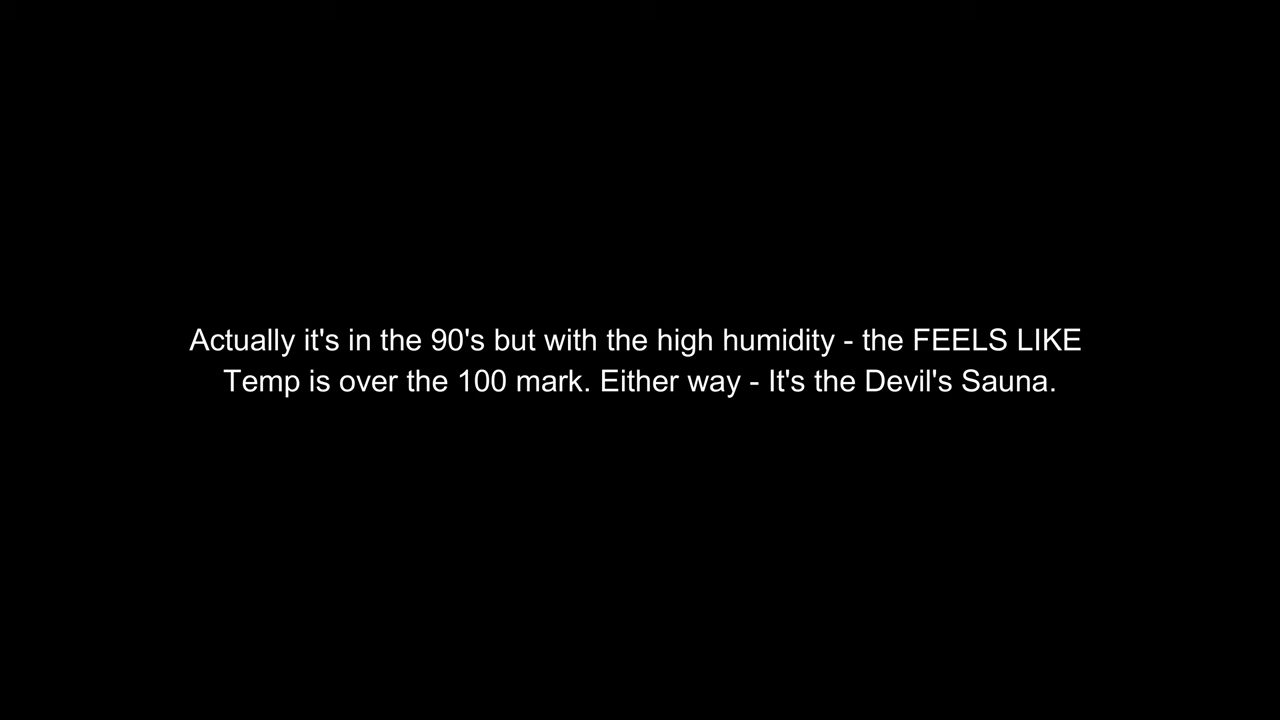 Actually it's in the 90's but with the high humidity - the FEELS LIKE
Temp is over the 100 mark. Either way - It's the Devil's Sauna.